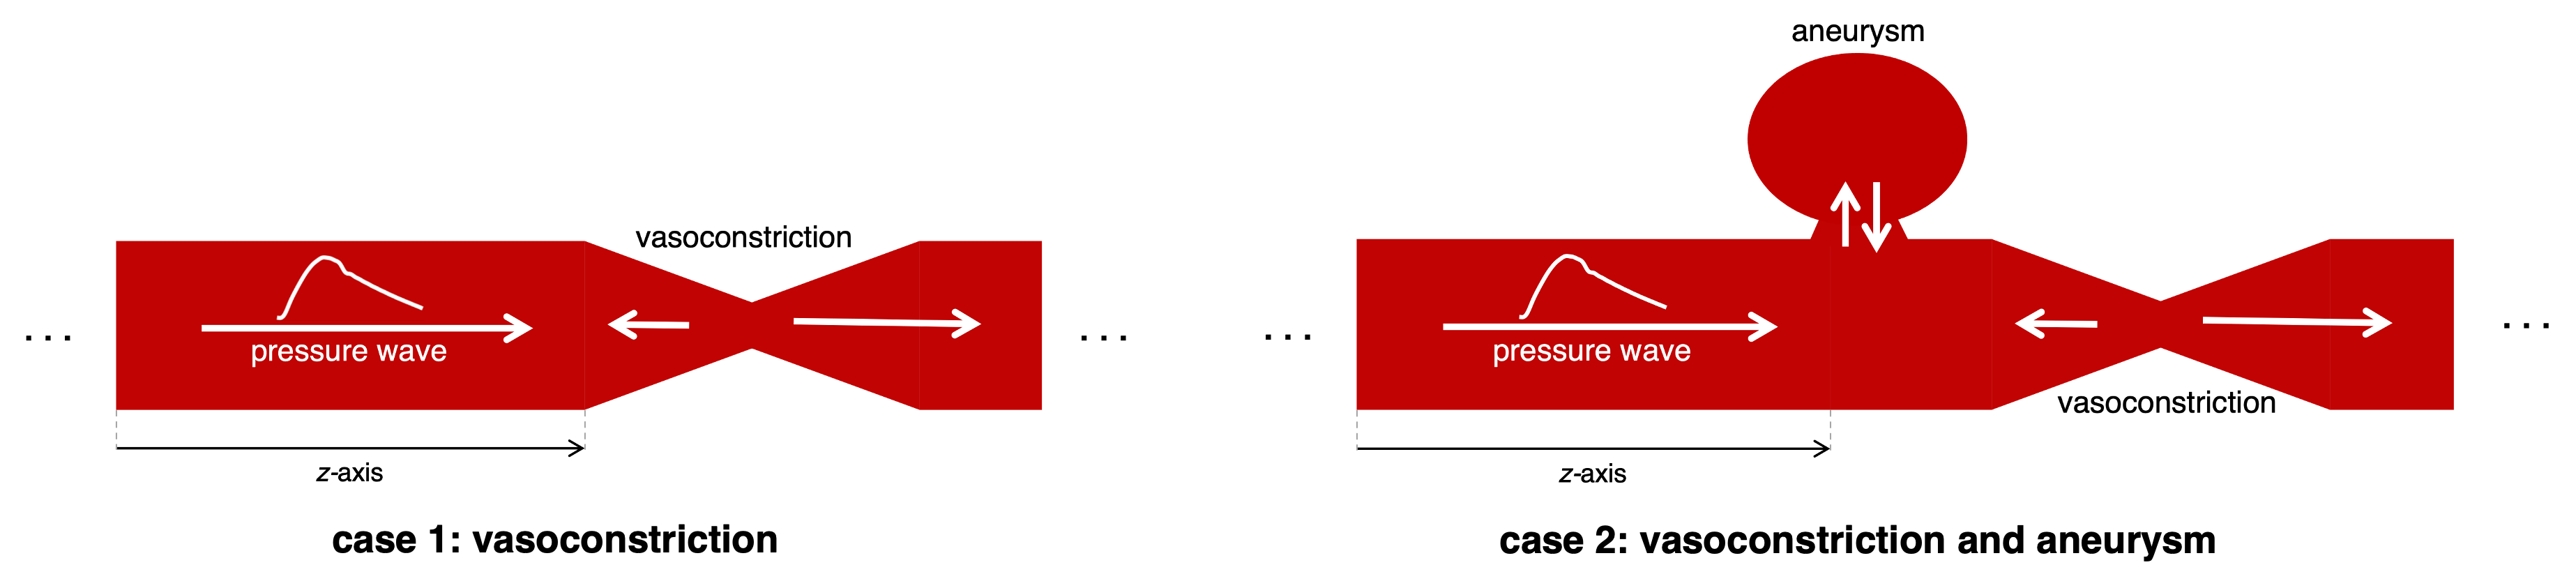 vasoconstriction
pressure wave
. . .
. . .
z-axis
case 1: vasoconstriction
aneurysm
pressure wave
. . .
. . .
vasoconstriction
z-axis
case 2: vasoconstriction and aneurysm